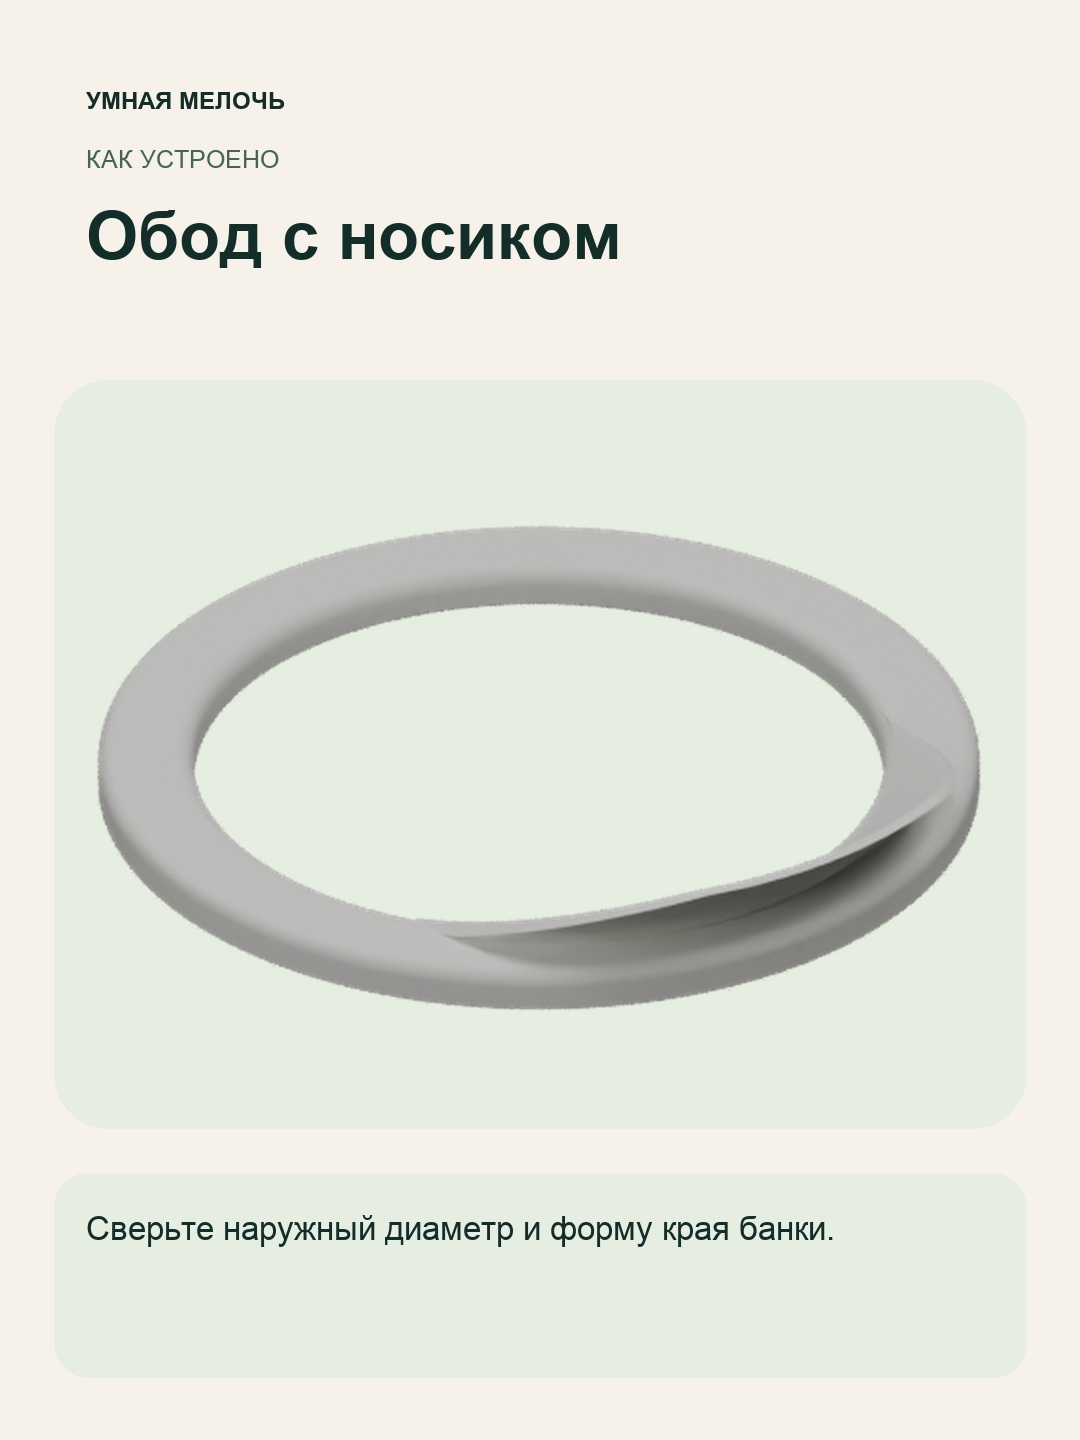 УМНАЯ МЕЛОЧЬ
КАК УСТРОЕНО
Обод с носиком
Сверьте наружный диаметр и форму края банки.